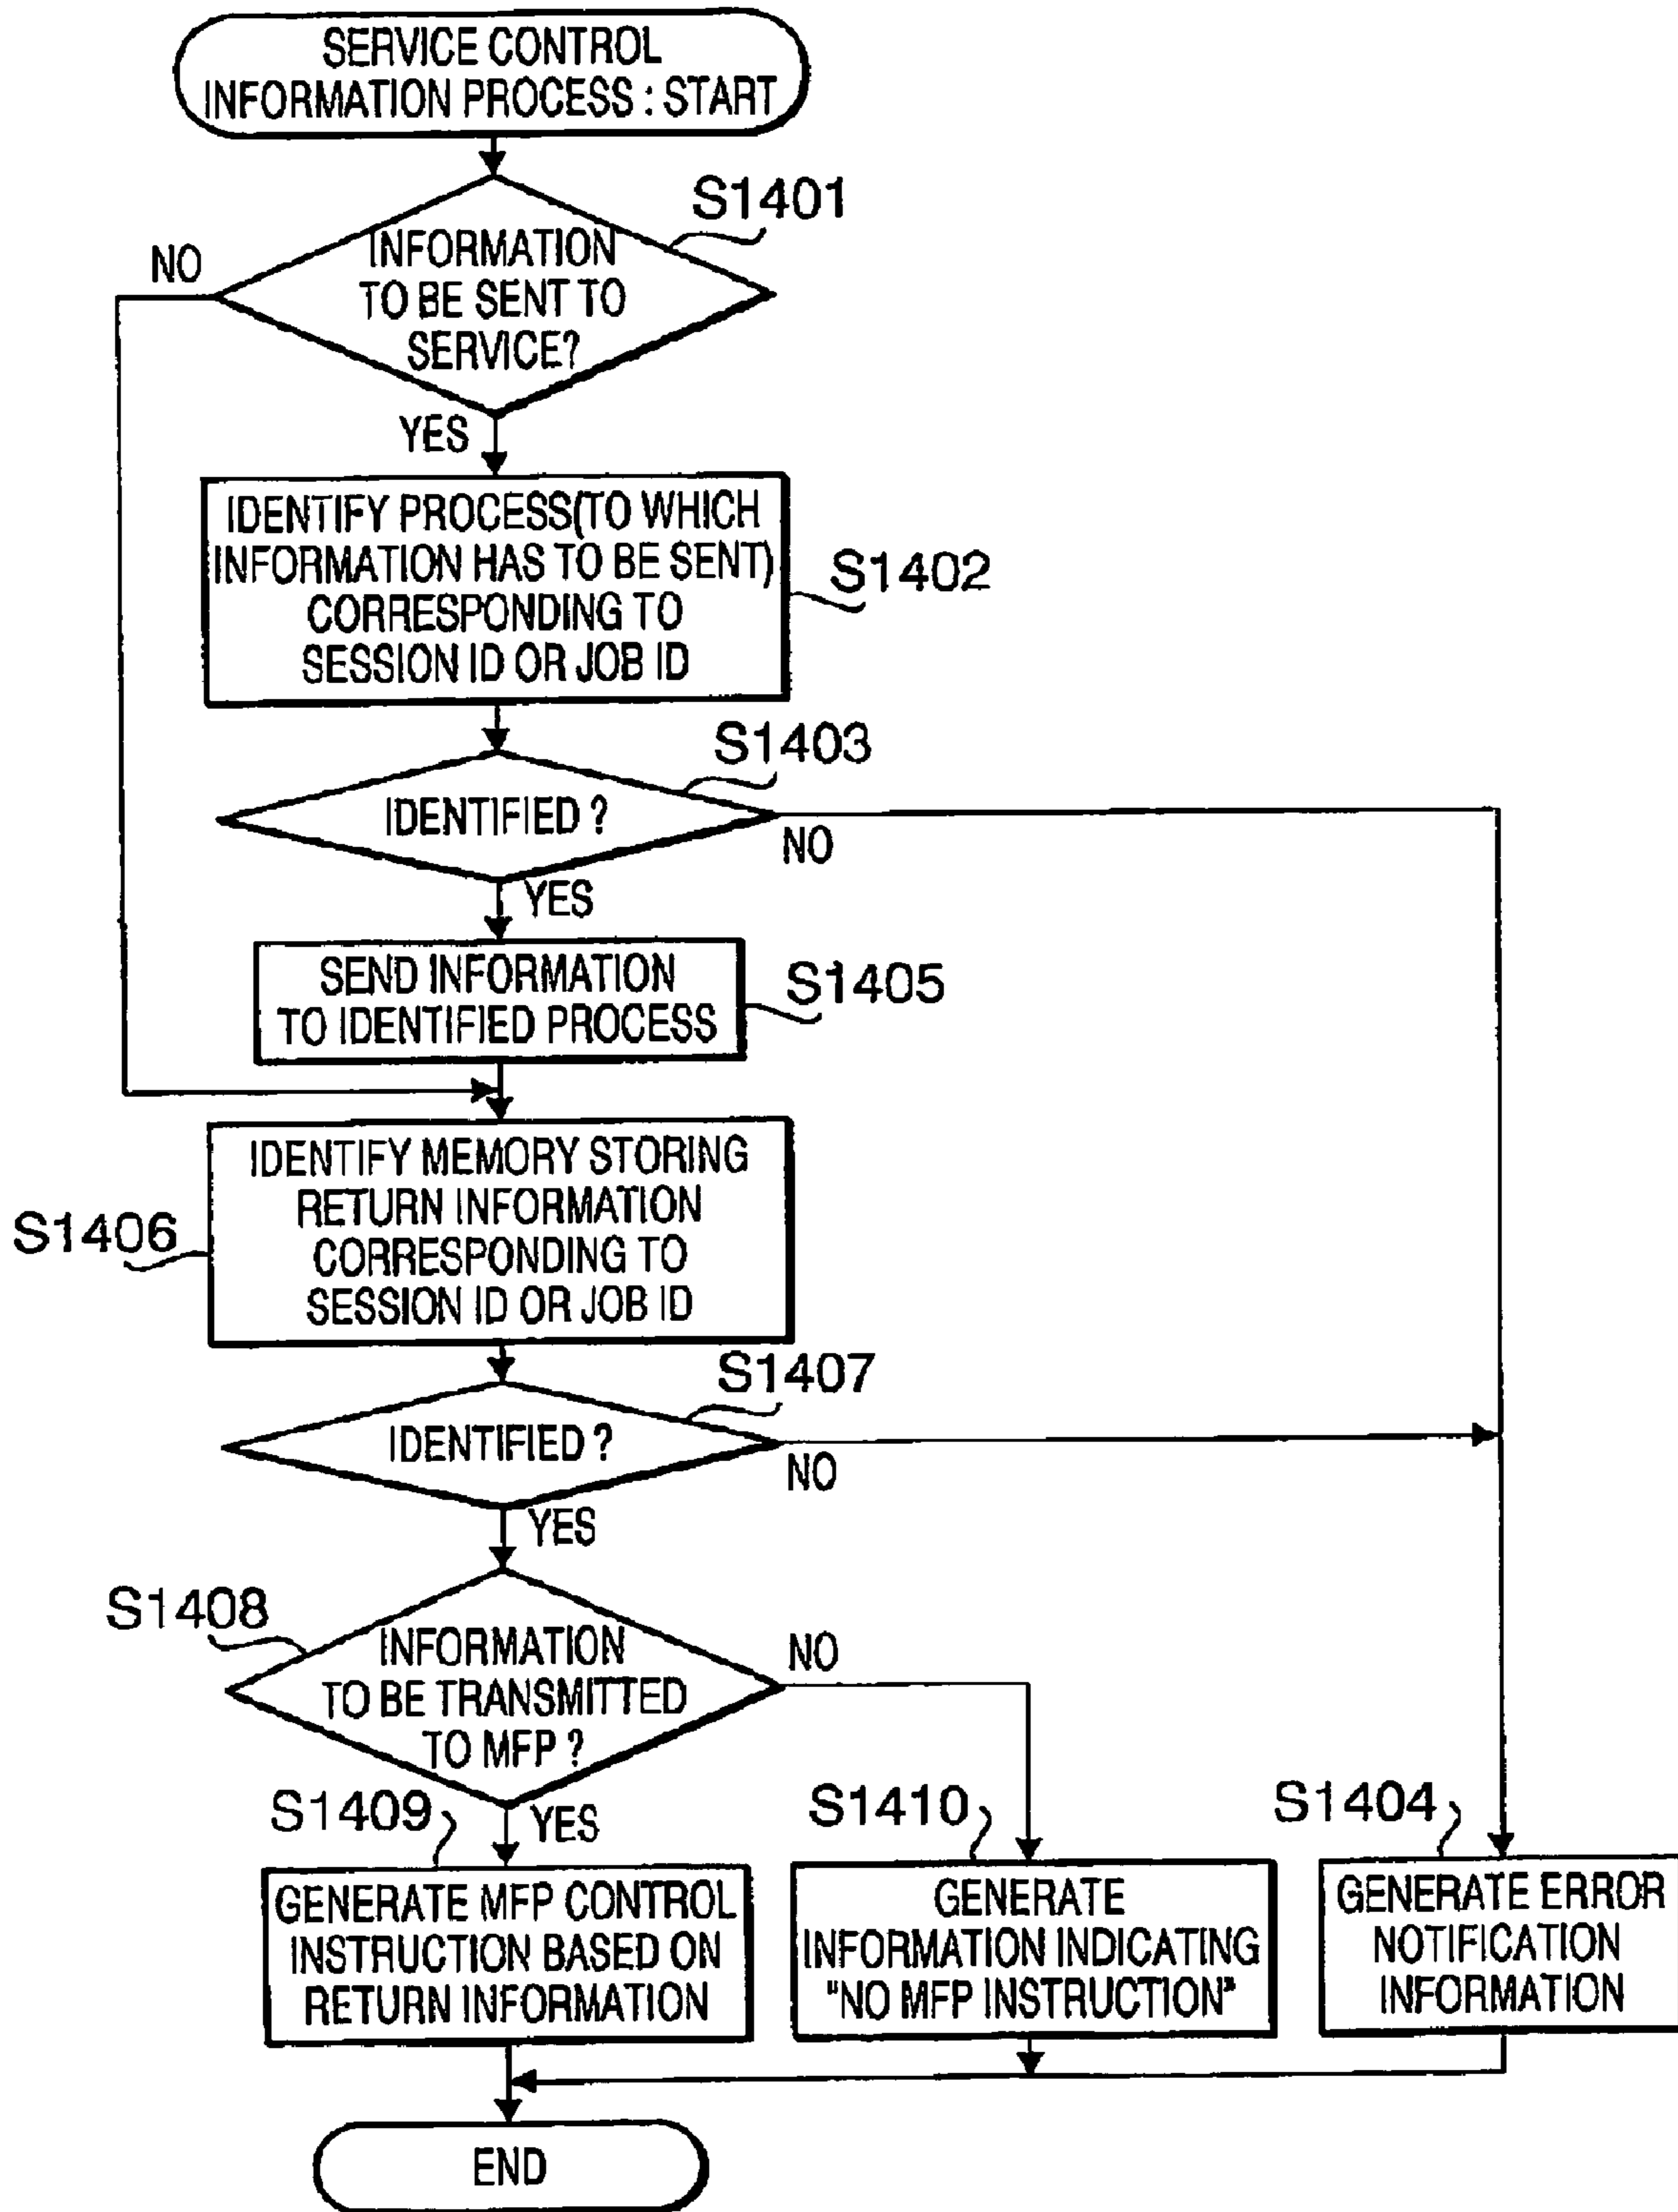 SERVICE CONTROL
INFORMATION PROCESS : START
S1401
NO
INFORMATION
TO BE SENT TO
SERVICE?
YES
IDENTIFY PROCESS(TO WHICH
INFORMATION HAS TO BE SENT)
CORRESPONDING TO
SESSION ID OR JOB ID
S1402
S1403
IDENTIFIED ?
NO
YES
SEND INFORMATION
TO IDENTIFIED PROCESS
S1405
IDENTIFY MEMORY STORING
RETURN INFORMATION
CORRESPONDING TO
SESSION ID OR JOB ID
S1406
S1407
IDENTIFIED ?
NO
YES
S1408
INFORMATION
TO BE TRANSMITTED
TO MFP ?
NO
YES
S1409
GENERATE MFP CONTROL
INSTRUCTION BASED ON
RETURN INFORMATION
S1410
GENERATE
INFORMATION INDICATING
"NO MFP INSTRUCTION"
S1404
GENERATE ERROR
NOTIFICATION
INFORMATION
END